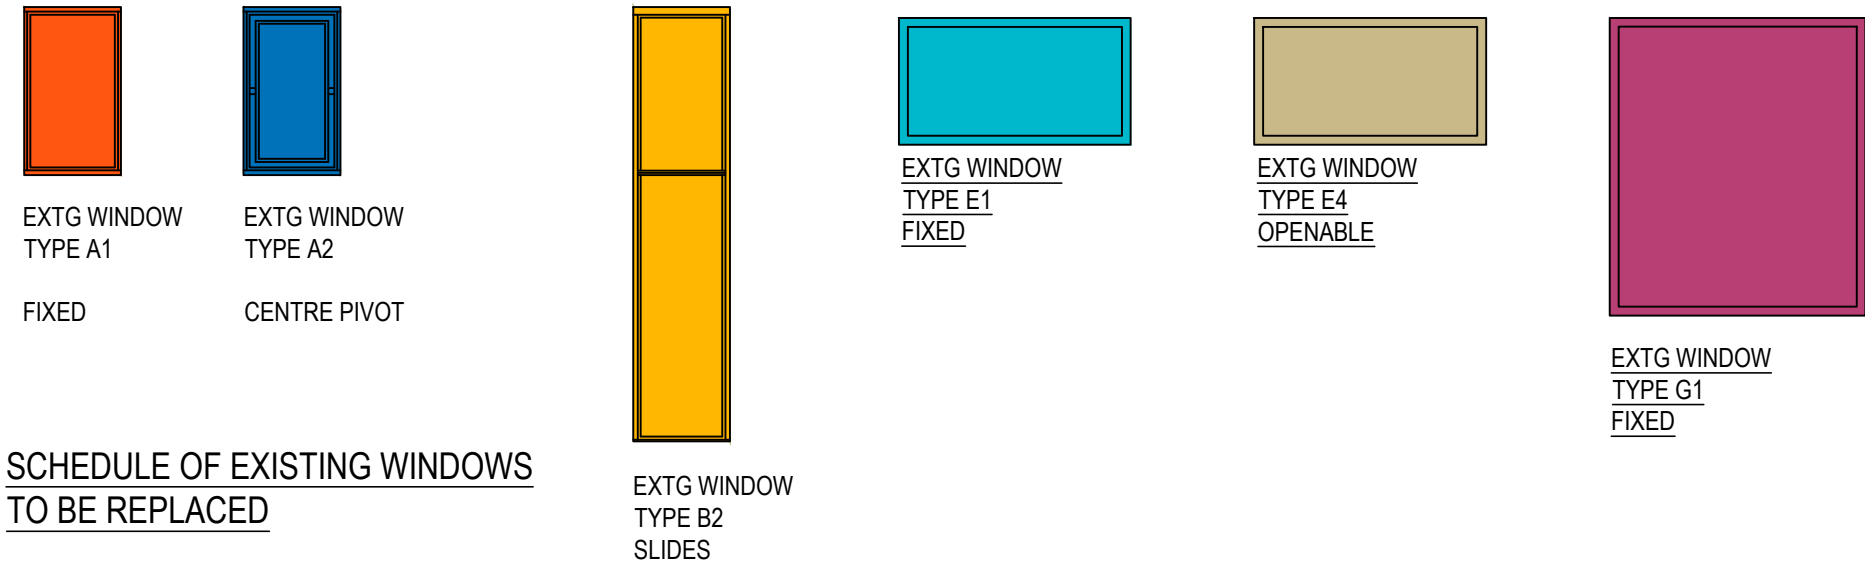 EXTG WINDOW
TYPE A1
FIXED
EXTG WINDOW
TYPE A2
CENTRE PIVOT
EXTG WINDOW
TYPE B2
SLIDES
EXTG WINDOW
TYPE E1
FIXED
EXTG WINDOW
TYPE E4
OPENABLE
EXTG WINDOW
TYPE G1
FIXED
SCHEDULE OF EXISTING WINDOWS
TO BE REPLACED